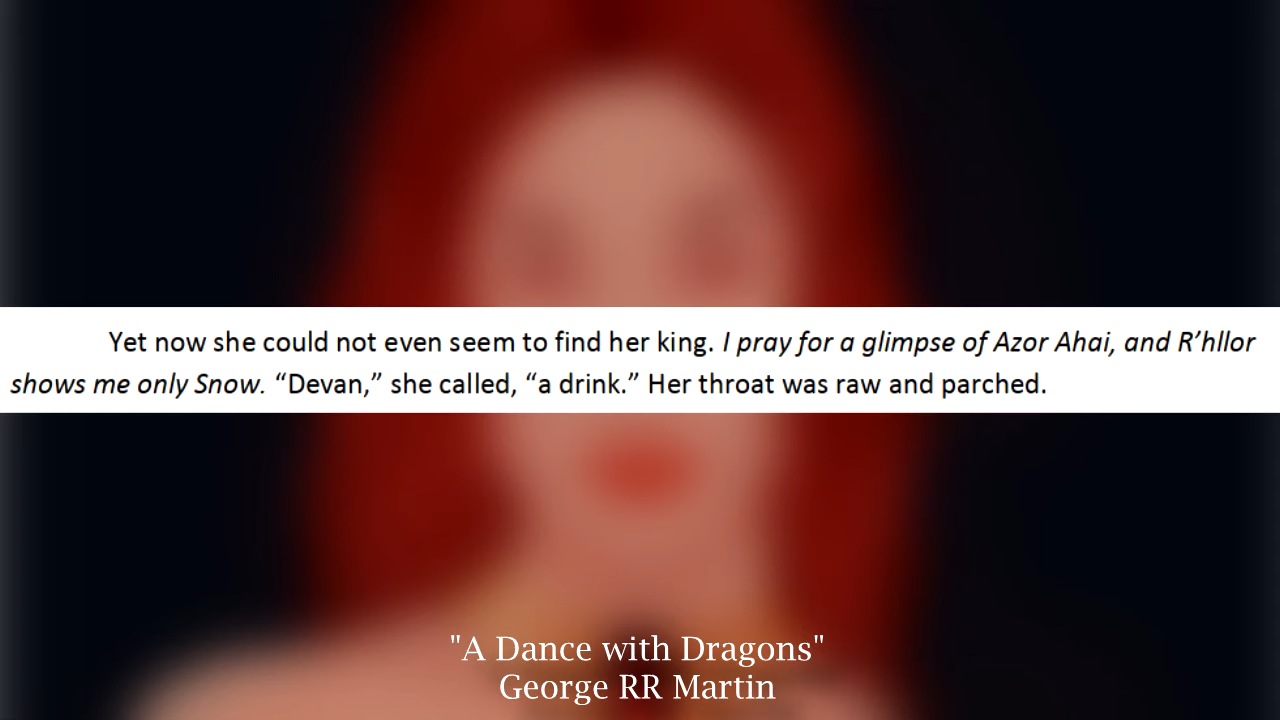 Yet now she could not even seem to find her king. I pray for a glimpse of Azor Ahai, and R’hllor
shows me only Snow. “Devan,” she called, “a drink.” Her throat was raw and parched.
"A Dance with Dragons"
George RR Martin